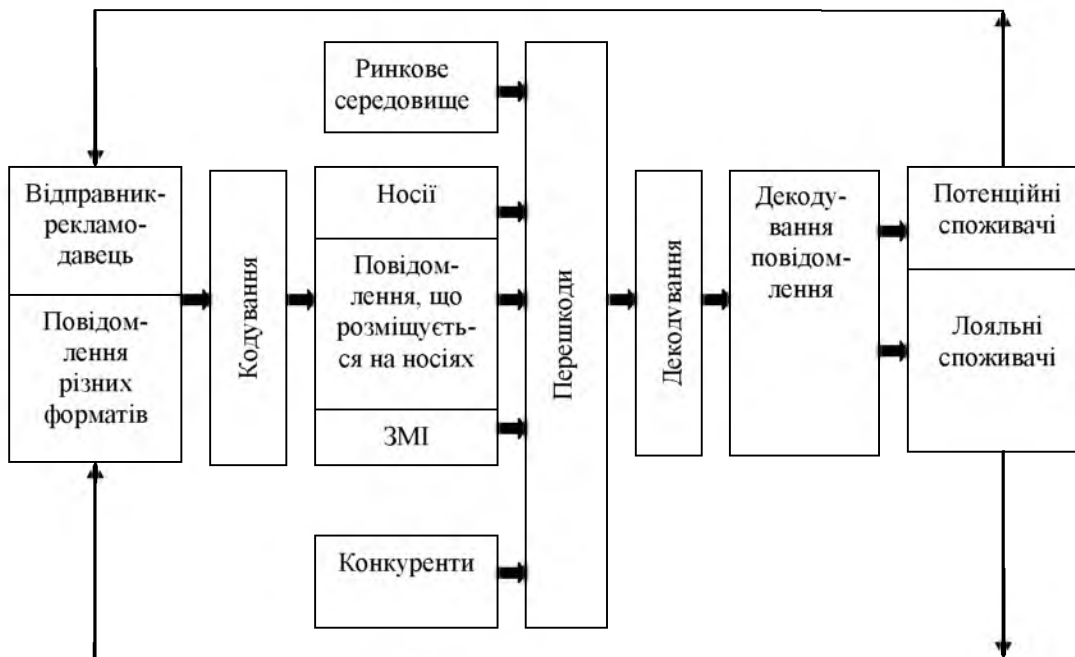 Ринкове
середовище
Відправник-
рекламо-
давець
Повідом-
лення
різних
форматів
Кодування
Носії
Повідом-
лення, що
розміщуєть-
ся на носіях
ЗМІ
Конкуренти
Перешкоди
Декодування
Декоду-
вання
повідом-
лення
Потенційні
споживачі
Лояльні
споживачі